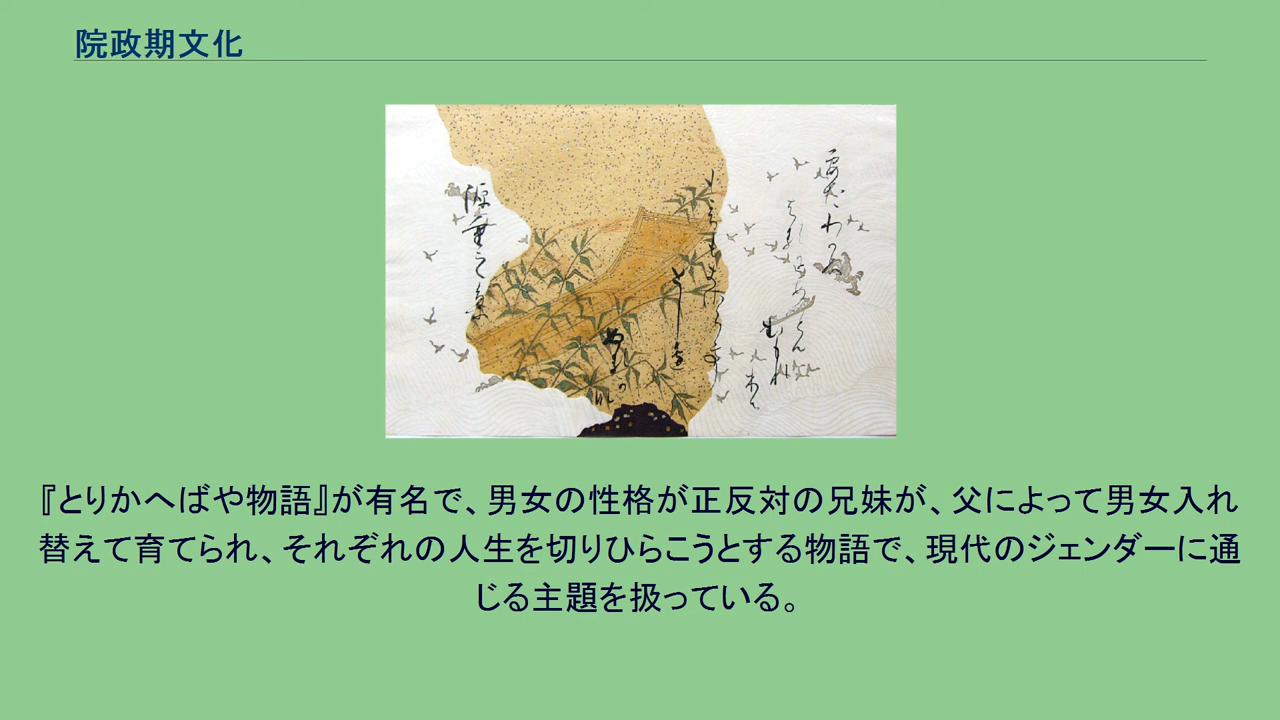 院政期文化
源重之集
『とりかへばや物語』が有名で、男女の性格が正反対の兄妹が、父によって男女入れ
替えて育てられ、それぞれの人生を切りひらこうとする物語で、現代のジェンダーに通
じる主題を扱っている。